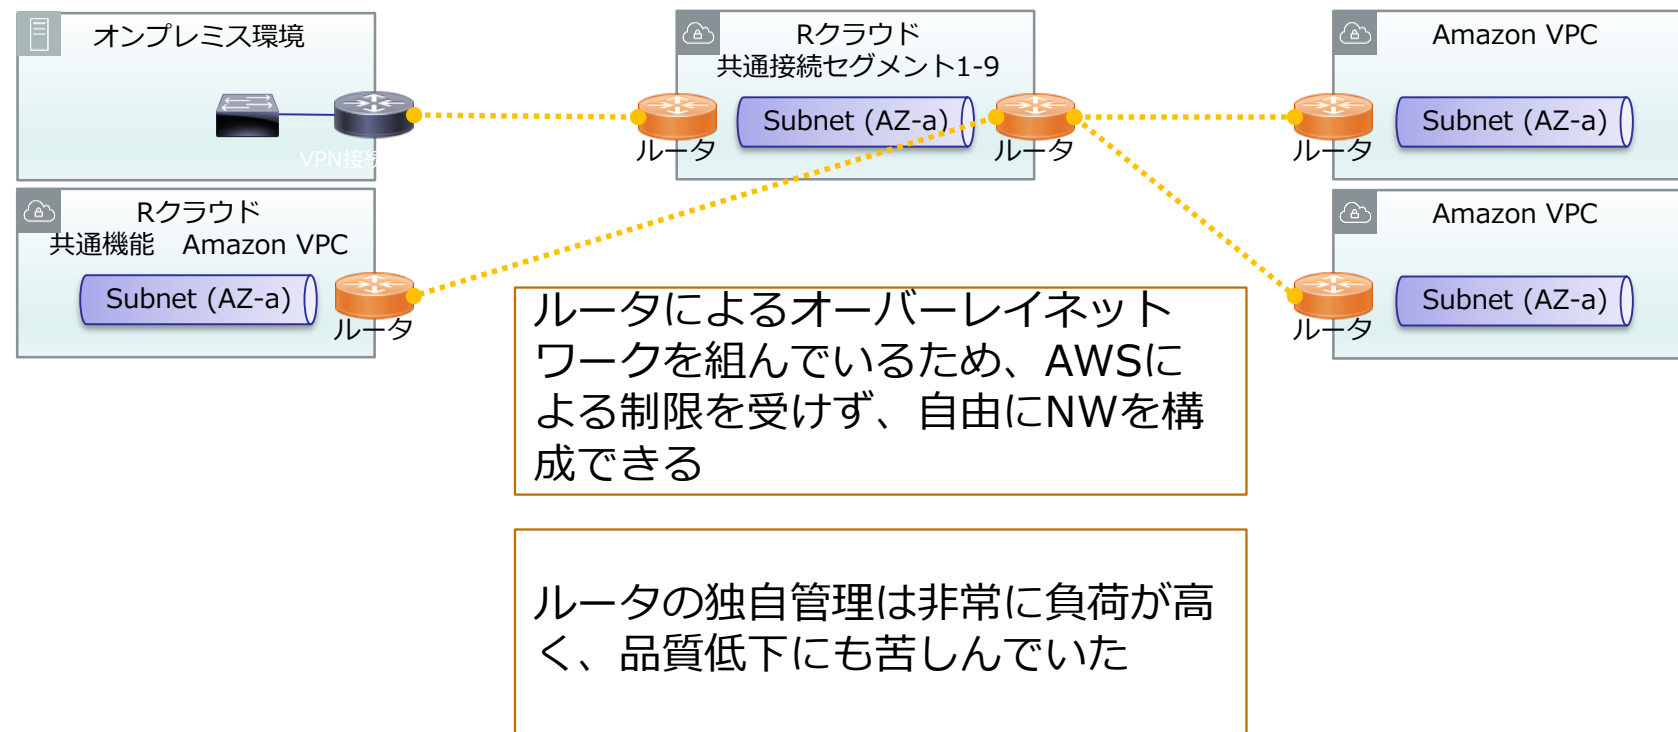 オンプレミス環境
VPN接続
Rクラウド
共通接続セグメント1-9
Subnet (AZ-a)
ルータ
ルータ
Amazon VPC
Subnet (AZ-a)
ルータ
Rクラウド
共通機能　Amazon VPC
Subnet (AZ-a)
ルータ
Amazon VPC
Subnet (AZ-a)
ルータ
ルータによるオーバーレイネット
ワークを組んでいるため、AWSに
よる制限を受けず、自由にNWを構
成できる
ルータの独自管理は非常に負荷が高
く、品質低下にも苦しんでいた